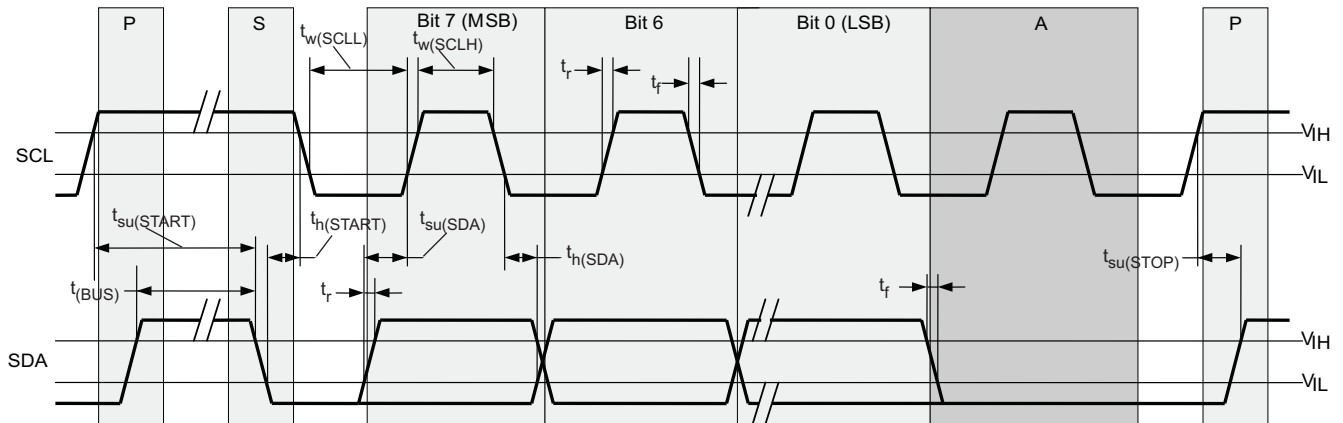 P S Bit 7 (MSB) Bit 6 Bit 0 (LSB) A P
tw(SCLL) tw(SCLH) tr tf
VIH
SCL
VIL
tsu(START) th(START) tsu(SDA) th(SDA) tsu(STOP)
t(BUS) tr tf
VIH
SDA
VIL